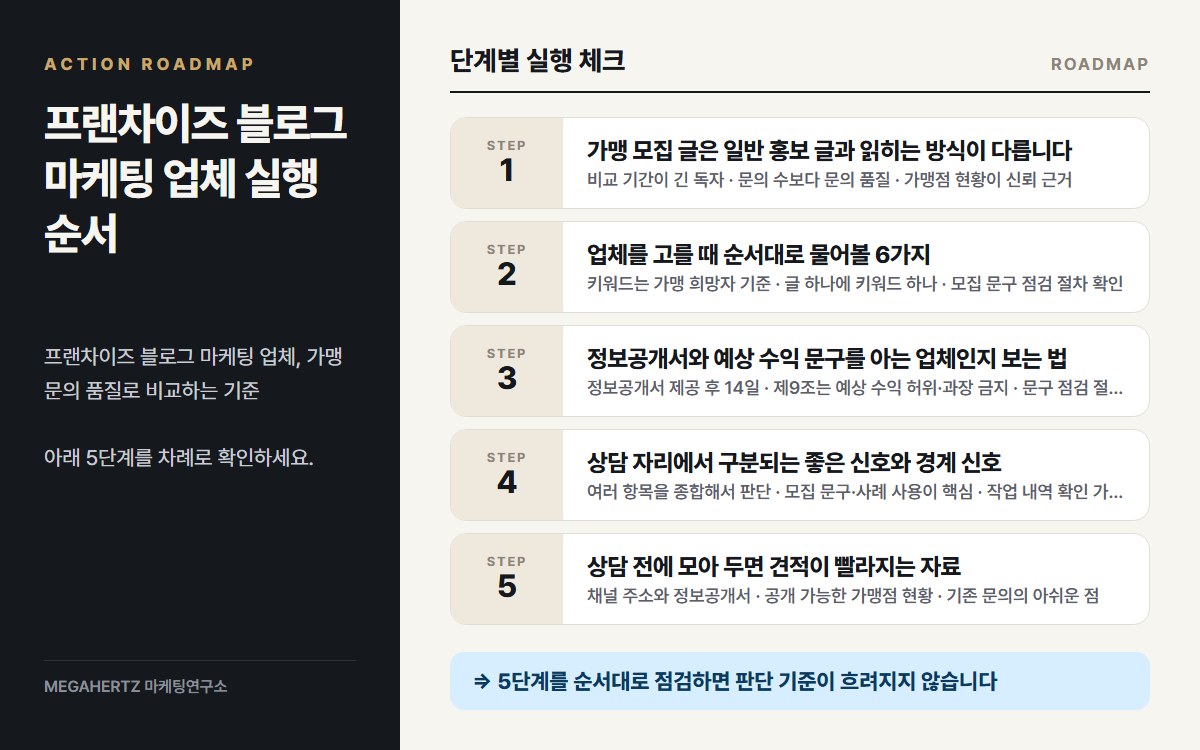 ACTION ROADMAP
프랜차이즈 블로그
마케팅 업체 실행
순서
프랜차이즈 블로그 마케팅 업체, 가맹
문의 품질로 비교하는 기준
아래 5단계를 차례로 확인하세요.
MEGAHERTZ 마케팅연구소
단계별 실행 체크
ROADMAP
STEP
1
가맹 모집 글은 일반 홍보 글과 읽히는 방식이 다릅니다
비교 기간이 긴 독자 · 문의 수보다 문의 품질 · 가맹점 현황이 신뢰 근거
STEP
2
업체를 고를 때 순서대로 물어볼 6가지
키워드는 가맹 희망자 기준 · 글 하나에 키워드 하나 · 모집 문구 점검 절차 확인
STEP
3
정보공개서와 예상 수익 문구를 아는 업체인지 보는 법
정보공개서 제공 후 14일 · 제9조는 예상 수익 허위·과장 금지 · 문구 점검 절...
STEP
4
상담 자리에서 구분되는 좋은 신호와 경계 신호
여러 항목을 종합해서 판단 · 모집 문구·사례 사용이 핵심 · 작업 내역 확인 가...
STEP
5
상담 전에 모아 두면 견적이 빨라지는 자료
채널 주소와 정보공개서 · 공개 가능한 가맹점 현황 · 기존 문의의 아쉬운 점
⇒ 5단계를 순서대로 점검하면 판단 기준이 흐려지지 않습니다